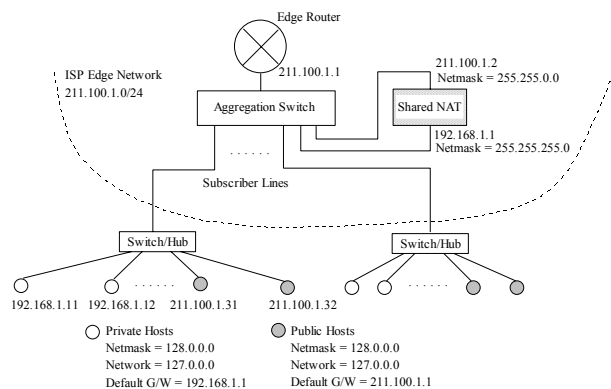 Edge Router
211.100.1.1
ISP Edge Network
211.100.1.0/24
211.100.1.2
Netmask = 255.255.0.0
Aggregation Switch
Shared NAT
192.168.1.1
Netmask = 255.255.255.0
. . . . . .
Subscriber Lines
Switch/Hub
Switch/Hub
. . . . . .
. . . . . .
192.168.1.11
192.168.1.12
211.100.1.31
211.100.1.32
Private Hosts
Netmask = 128.0.0.0
Network = 127.0.0.0
Default G/W = 192.168.1.1
Public Hosts
Netmask = 128.0.0.0
Network = 127.0.0.0
Default G/W = 211.100.1.1